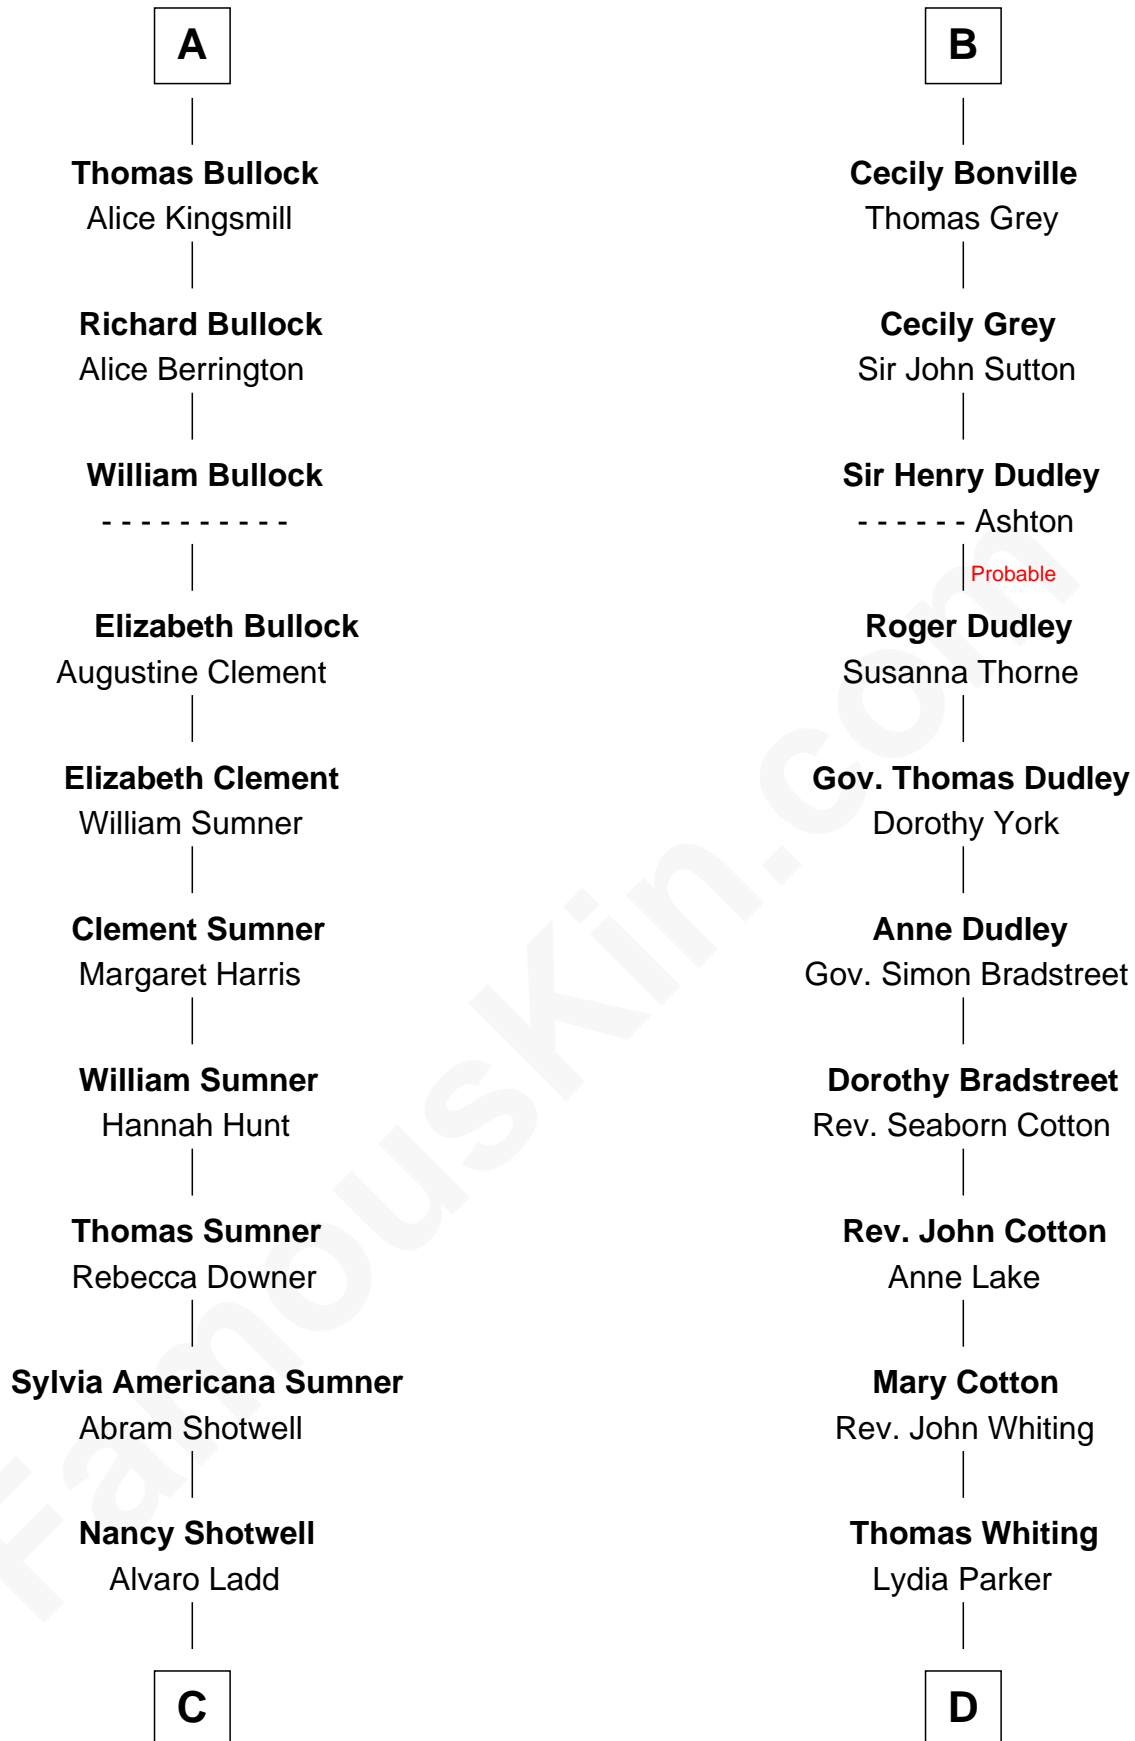 A
Thomas Bullock
Alice Kingsmill
Richard Bullock
Alice Berrington
William Bullock
- - - - - - - - - -
Elizabeth Bullock
Augustine Clement
Elizabeth Clement
William Sumner
Clement Sumner
Margaret Harris
William Sumner
Hannah Hunt
Thomas Sumner
Rebecca Downer
Sylvia Americana Sumner
Abram Shotwell
Nancy Shotwell
Alvaro Ladd
C
B
Cecily Bonville
Thomas Grey
Cecily Grey
Sir John Sutton
Sir Henry Dudley
- - - - - - Ashton
Probable
Roger Dudley
Susanna Thorne
Gov. Thomas Dudley
Dorothy York
Anne Dudley
Gov. Simon Bradstreet
Dorothy Bradstreet
Rev. Seaborn Cotton
Rev. John Cotton
Anne Lake
Mary Cotton
Rev. John Whiting
Thomas Whiting
Lydia Parker
D
FamousKin.com